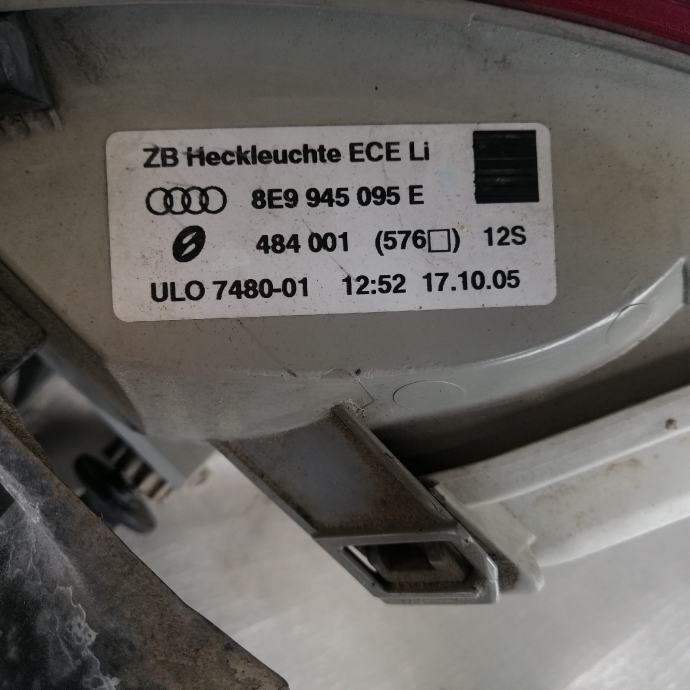 ZB Heckleuchte ECE Li
8E9 945 095 E
484 001 (576□) 12S
ULO 7480-01 12:52 17.10.05